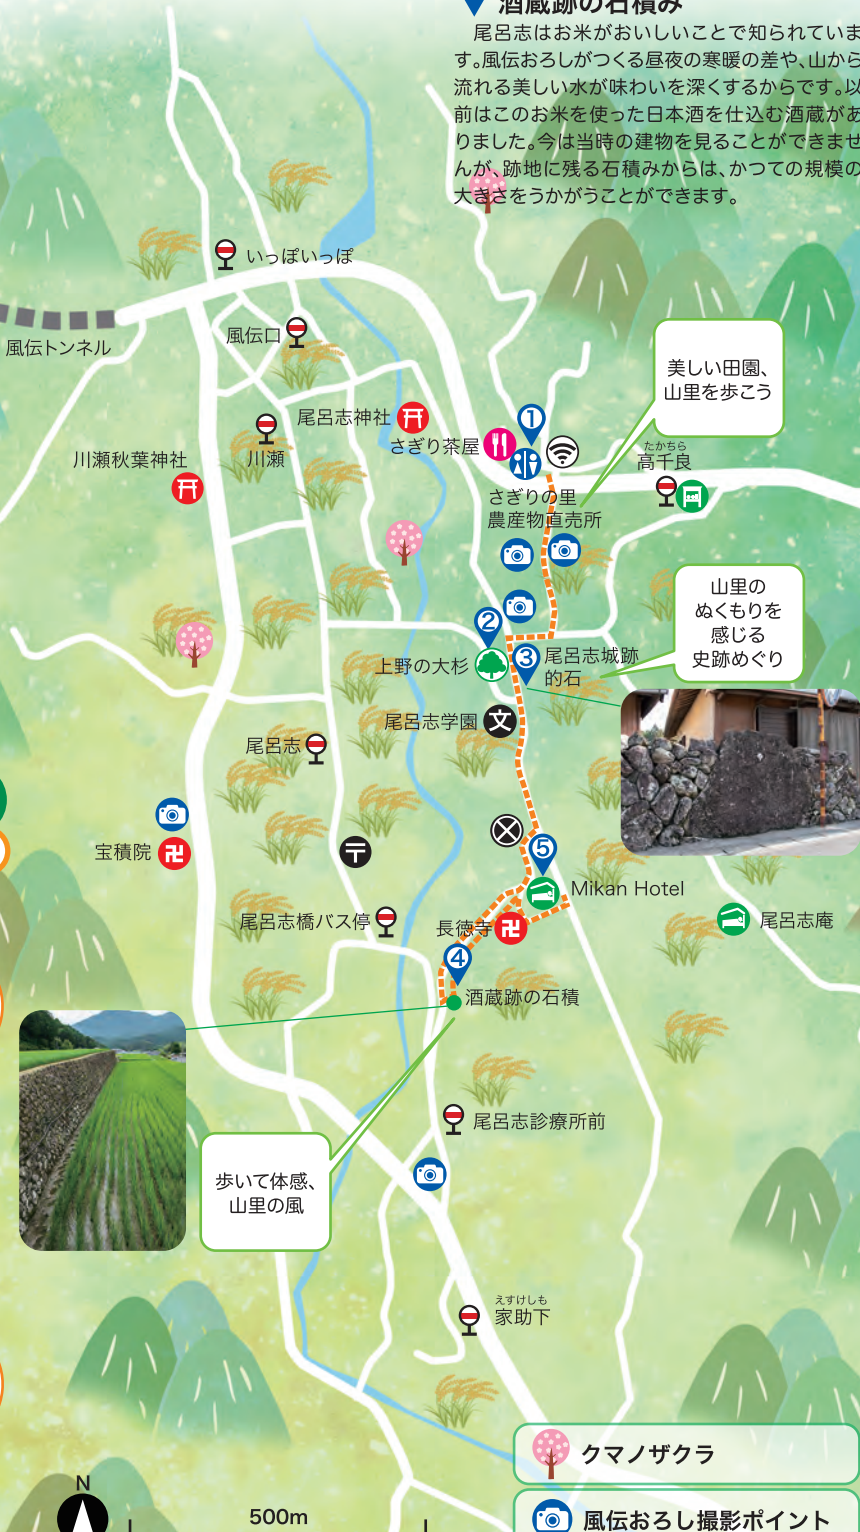 酒蔵跡の石積み
尾呂志はお米がおいしいことで知られていま
す。風伝おろしがつくる昼夜の寒暖の差や、山から
流れる美しい水が味わいを深くするからです。以
前はこのお米を使った日本酒を仕込む酒蔵があ
りました。今は当時の建物を見ることができませ
んが、跡地に残る石積みからは、かつての規模の
大きさをうかがうことができます。
いっぽいっぽ
風伝トンネル
風伝口
美しい田園、
山里を歩こう
尾呂志神社
①
さぎり茶屋
川瀬秋葉神社
川瀬
たかちら
高千良
さぎりの里
農産物直売所
山里の
ぬくもりを
感じる
史跡めぐり
②
③
尾呂志城跡
的石
上野の大杉
尾呂志学園
文
尾呂志
宝積院
⑤
Mikan Hotel
尾呂志橋バス停
長徳寺
尾呂志庵
④
酒蔵跡の石積
尾呂志診療所前
歩いて体感、
山里の風
えすけしも
家助下
クマノザクラ
N
500m
風伝おろし撮影ポイント